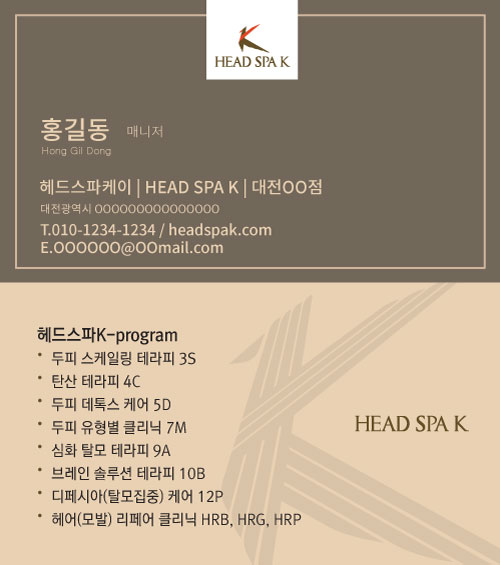 HEAD SPA K
홍길동 매니저
Hong Gil Dong
헤드스파케이 | HEAD SPA K | 대전OO점
대전광역시 OOOOOOOOOOOOOOO
T.010-1234-1234 / headspak.com
E.OOOOOO@OOmail.com
헤드스파K-program
* 두피 스케일링 테라피 3S
* 탄산 테라피 4C
* 두피 데톡스 케어 5D
* 두피 유형별 클리닉 7M
HEAD SPA K
* 심화 탈모 테라피 9A
* 브레인 솔루션 테라피 10B
* 디페시아(탈모집중) 케어 12P
* 헤어(모발) 리페어 클리닉 HRB, HRG, HRP